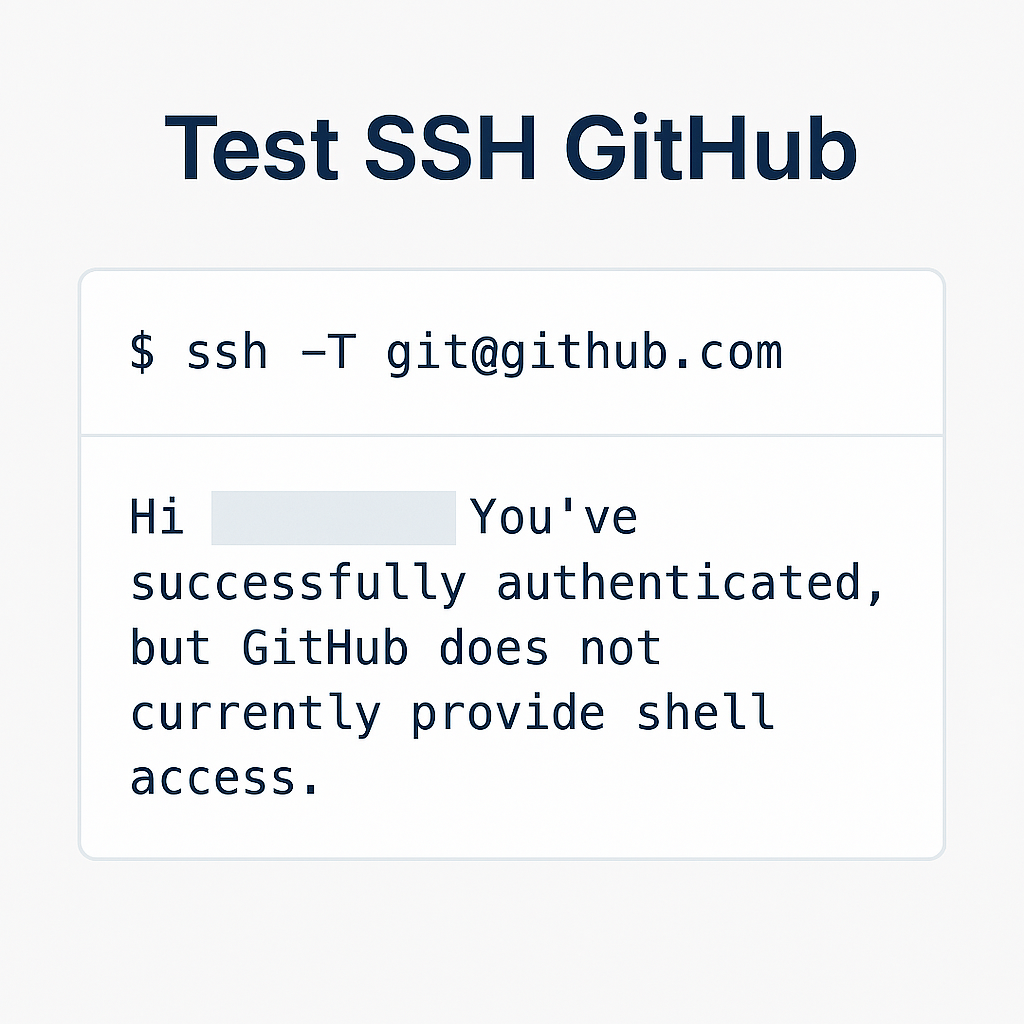 Test SSH GitHub
$ ssh -T git@github.com
Hi You've
successfully authenticated,
but GitHub does not
currently provide shell
access.